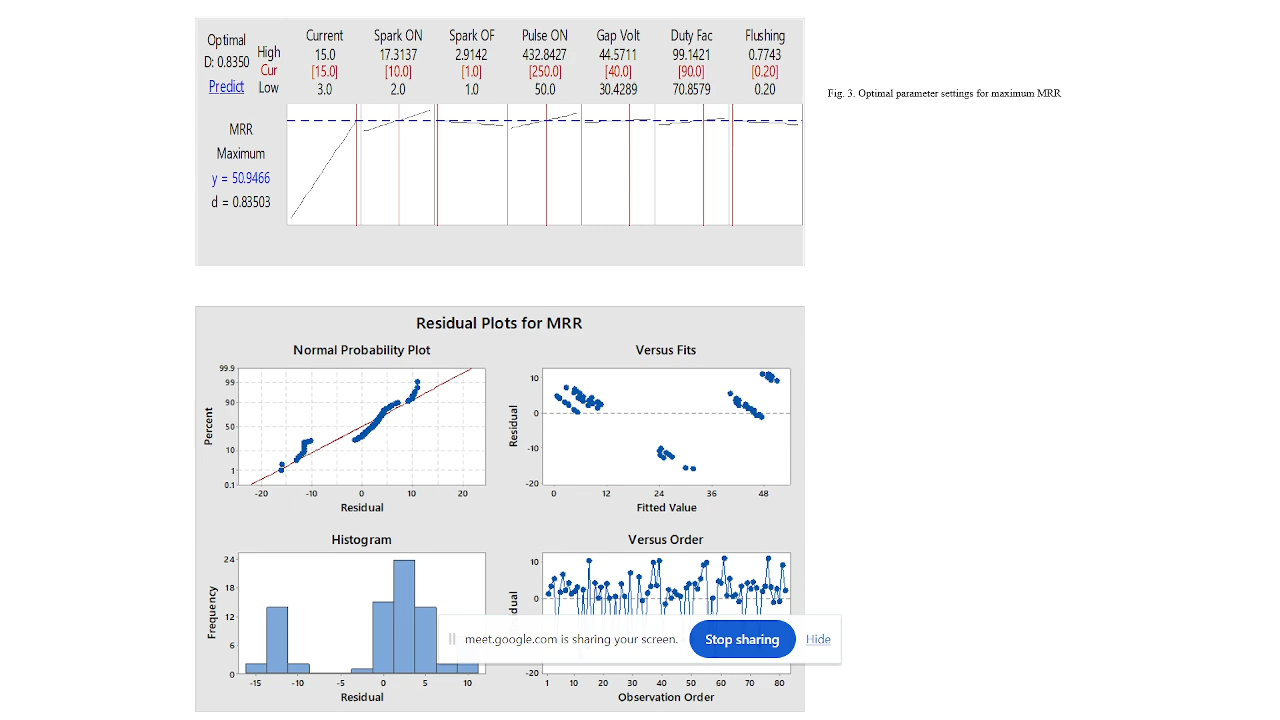 Optimal
D: 0.8350
Predict
High
Cur
Low
Current
15.0
[15.0]
3.0
Spark ON
17.3137
[10.0]
2.0
Spark OF
2.9142
[1.0]
1.0
Pulse ON
432.8427
[250.0]
50.0
Gap Volt
44.5711
[40.0]
30.4289
Duty Fac
99.1421
[90.0]
70.8579
Flushing
0.7743
[0.20]
0.20
MRR
Maximum
y = 50.9466
d = 0.83503
Fig. 3. Optimal parameter settings for maximum MRR
Residual Plots for MRR
Normal Probability Plot
99.9
99
90
50
10
1
0.1
Percent
-20
-10
0
10
20
Residual
Versus Fits
10
0
-10
-20
Residual
0
12
24
36
48
Fitted Value
Histogram
24
18
12
6
0
Frequency
-15
-10
-5
0
5
10
Residual
Versus Order
10
0
-20
dual
1
10
20
30
40
50
60
70
80
Observation Order
meet.google.com is sharing your screen.
Stop sharing
Hide